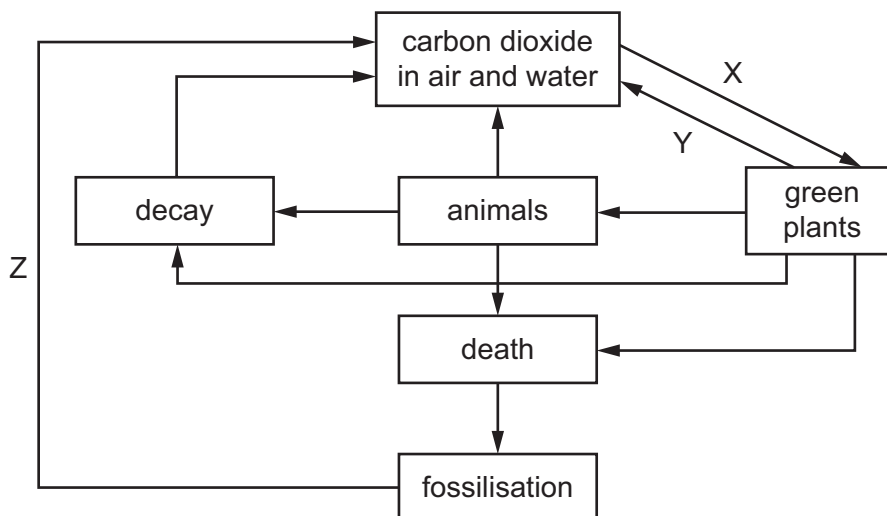 carbon dioxide
in air and water
X
Y
green
plants
decay
animals
Z
death
fossilisation